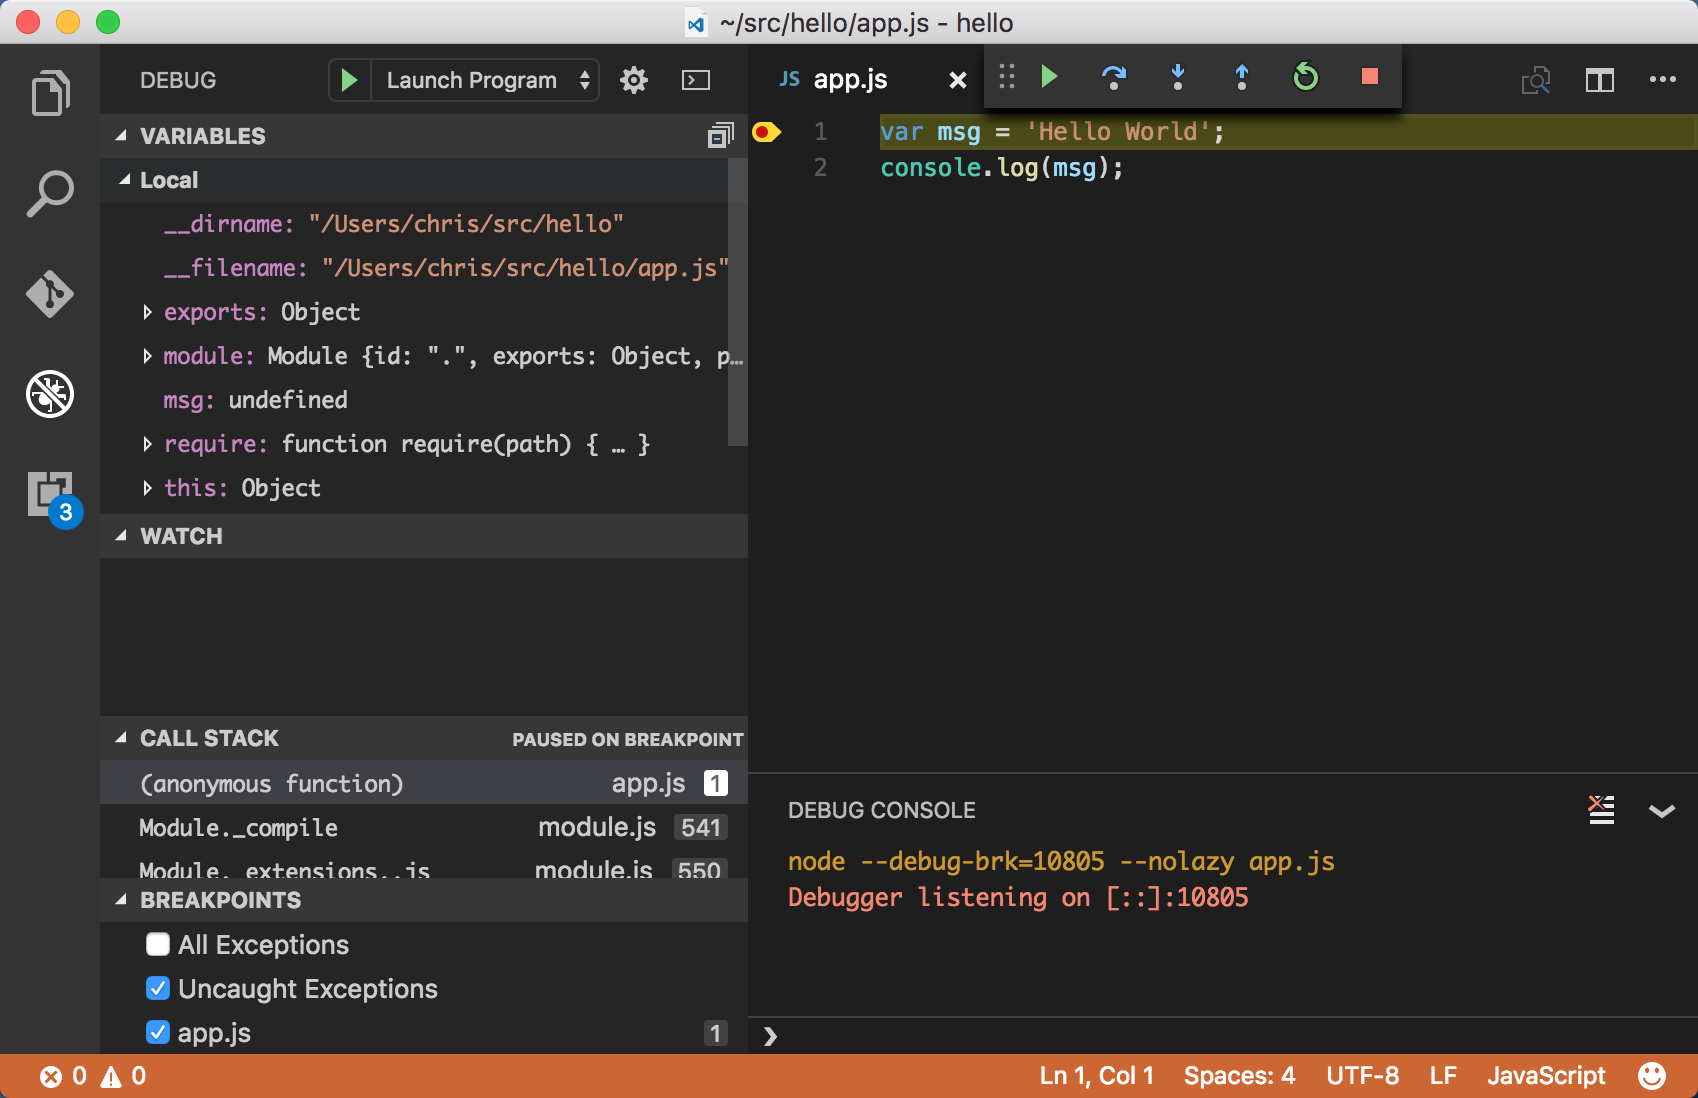 ~/src/hello/app.js - hello
DEBUG
Launch Program
JS app.js
VARIABLES
Local
__dirname: "/Users/chris/src/hello"
__filename: "/Users/chris/src/hello/app.js"
exports: Object
module: Module {id: ".", exports: Object, p…
msg: undefined
require: function require(path) { … }
this: Object
WATCH
CALL STACK PAUSED ON BREAKPOINT
(anonymous function) app.js 1
Module._compile module.js 541
Module._extensions..js module.js 550
BREAKPOINTS
All Exceptions
Uncaught Exceptions
app.js 1
3
1 var msg = 'Hello World';
2 console.log(msg);
DEBUG CONSOLE
node --debug-brk=10805 --nolazy app.js
Debugger listening on [::]:10805
0 0 Ln 1, Col 1 Spaces: 4 UTF-8 LF JavaScript